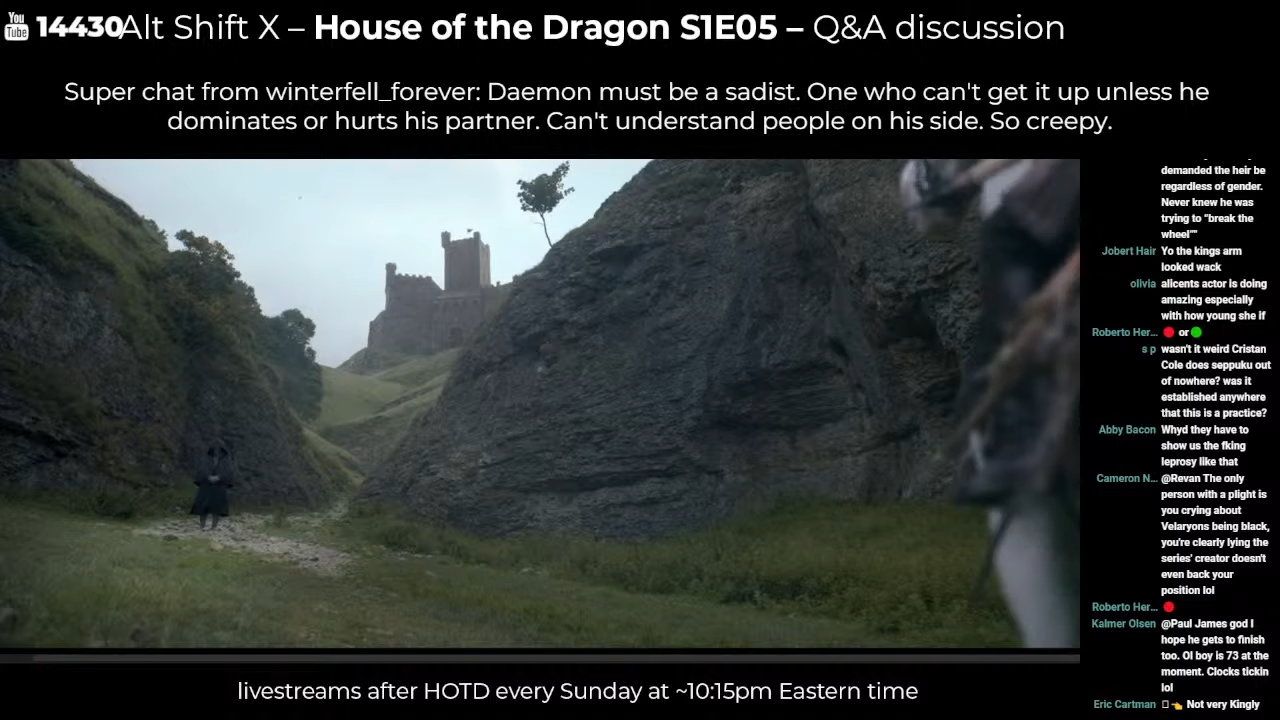 You
Tube
14430
Alt Shift X – House of the Dragon S1E05 – Q&A discussion
Super chat from winterfell_forever: Daemon must be a sadist. One who can't get it up unless he
dominates or hurts his partner. Can't understand people on his side. So creepy.
demanded the heir be
regardless of gender.
Never knew he was
trying to "break the
wheel""
Jobert Hair Yo the kings arm
looked wack
olivia alicents actor is doing
amazing especially
with how young she if
Roberto Her... 🔴 or 🟢
s p wasn't it weird Cristan
Cole does seppuku out
of nowhere? was it
established anywhere
that this is a practice?
Abby Bacon Whyd they have to
show us the fking
leprosy like that
Cameron N... @Revan The only
person with a plight is
you crying about
Velaryons being black,
you're clearly lying the
series' creator doesn't
even back your
position lol
Roberto Her... 🔴
Kalmer Olsen @Paul James god I
hope he gets to finish
too. Ol boy is 73 at the
moment. Clocks tickin
lol
Eric Cartman 👈 Not very Kingly
livestreams after HOTD every Sunday at ~10:15pm Eastern time